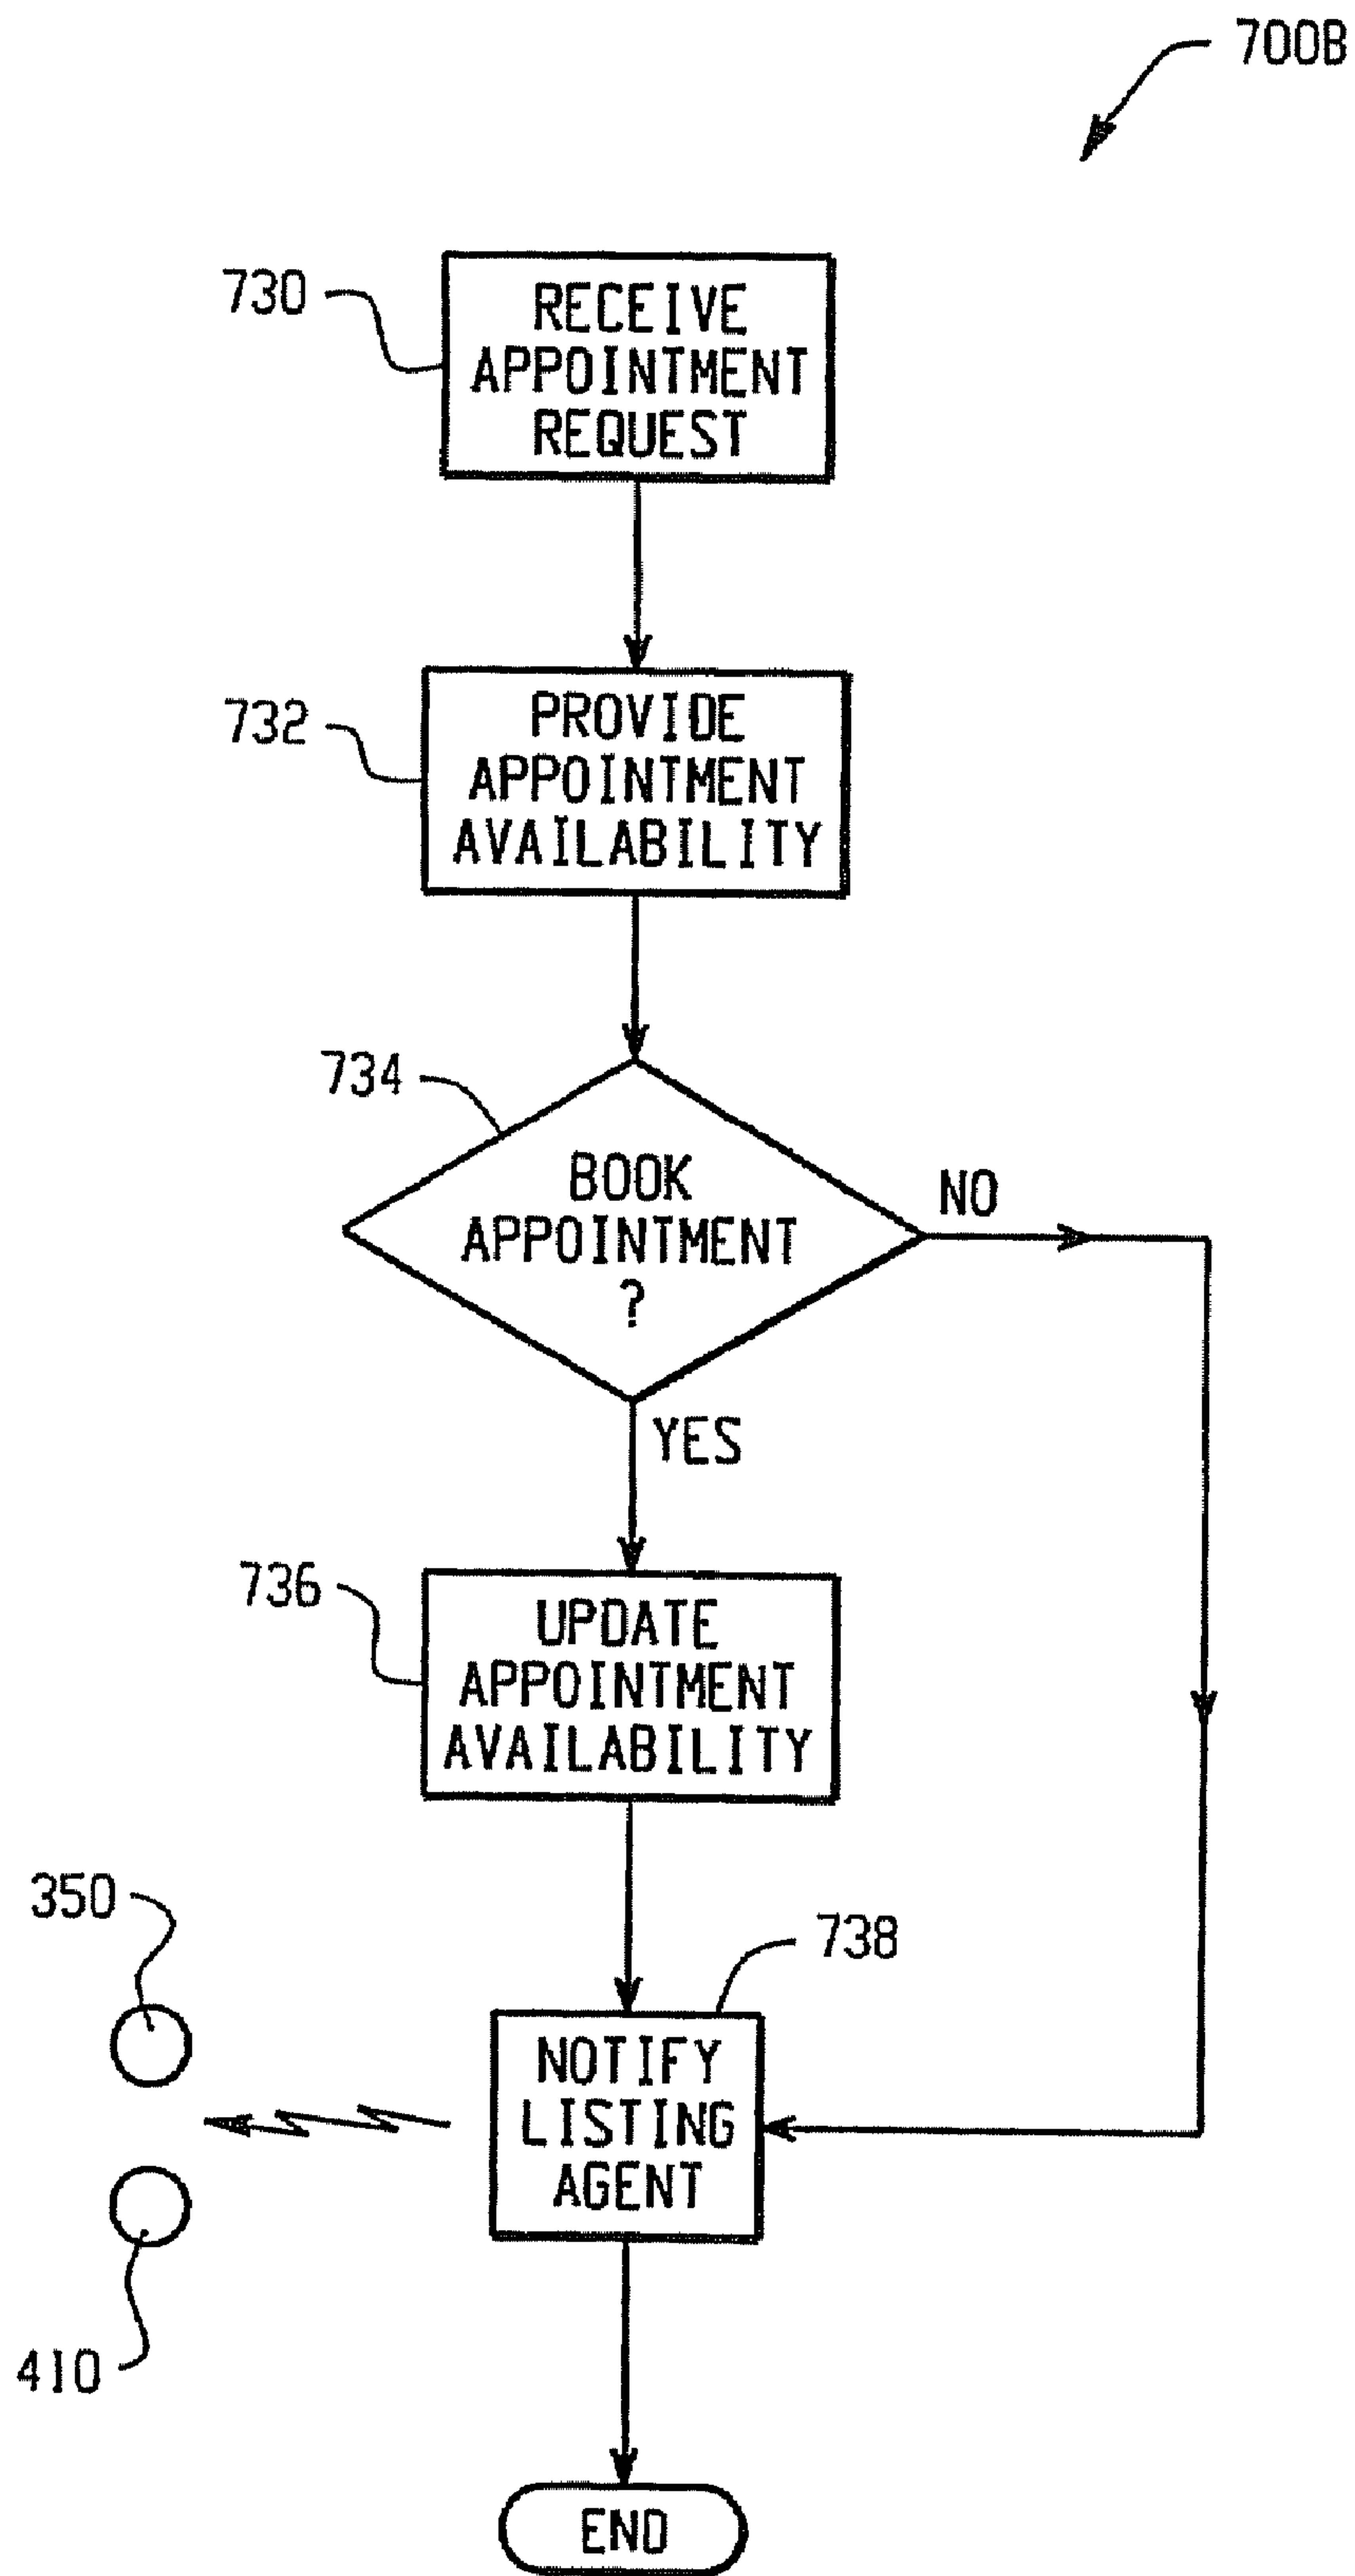 700B
730
RECEIVE
APPOINTMENT
REQUEST
732
PROVIDE
APPOINTMENT
AVAILABILITY
734
BOOK
APPOINTMENT
?
NO
YES
736
UPDATE
APPOINTMENT
AVAILABILITY
350
738
NOTIFY
LISTING
AGENT
410
END